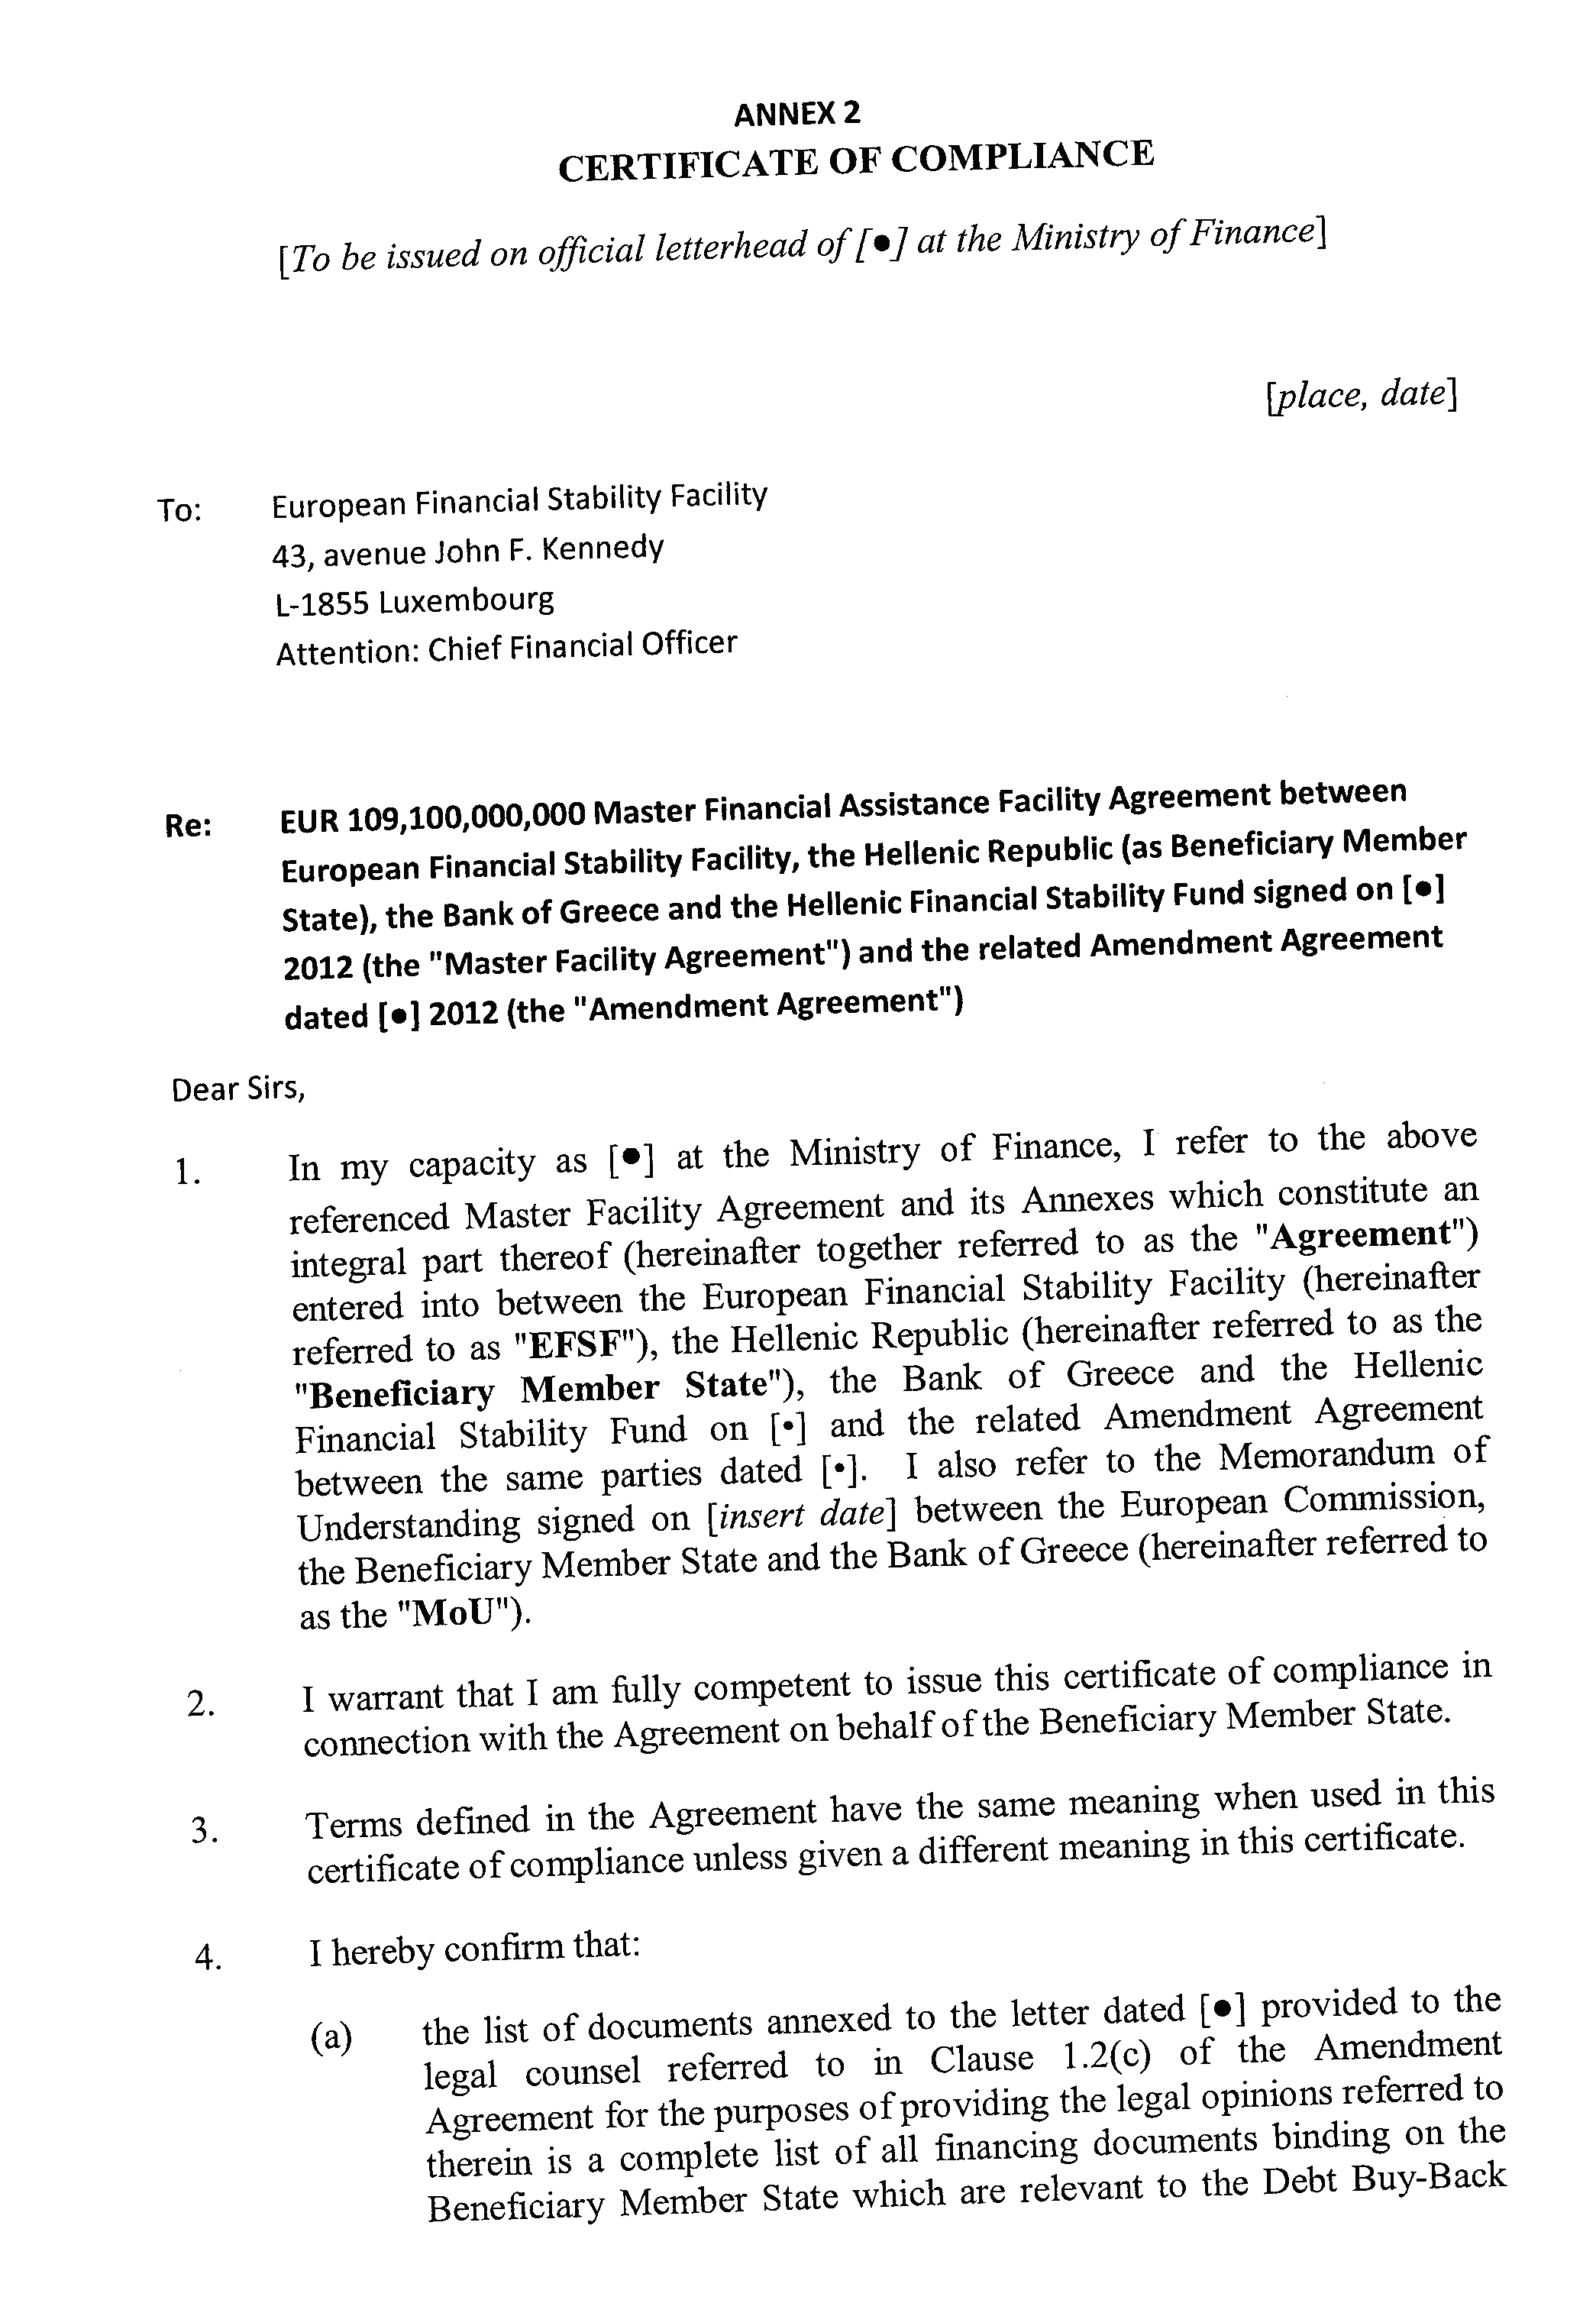 ANNEX 2
CERTIFICATE OF COMPLIANCE
[To be issued on official letterhead of [●] at the Ministry of Finance]
[place, date]
To: European Financial Stability Facility
43, avenue John F. Kennedy
L-1855 Luxembourg
Attention: Chief Financial Officer
Re: EUR 109,100,000,000 Master Financial Assistance Facility Agreement between
European Financial Stability Facility, the Hellenic Republic (as Beneficiary Member
State), the Bank of Greece and the Hellenic Financial Stability Fund signed on [●]
2012 (the "Master Facility Agreement") and the related Amendment Agreement
dated [●] 2012 (the "Amendment Agreement")
Dear Sirs,
1. In my capacity as [●] at the Ministry of Finance, I refer to the above
referenced Master Facility Agreement and its Annexes which constitute an
integral part thereof (hereinafter together referred to as the "Agreement")
entered into between the European Financial Stability Facility (hereinafter
referred to as "EFSF"), the Hellenic Republic (hereinafter referred to as the
"Beneficiary Member State"), the Bank of Greece and the Hellenic
Financial Stability Fund on [•] and the related Amendment Agreement
between the same parties dated [•]. I also refer to the Memorandum of
Understanding signed on [insert date] between the European Commission,
the Beneficiary Member State and the Bank of Greece (hereinafter referred to
as the "MoU").
2. I warrant that I am fully competent to issue this certificate of compliance in
connection with the Agreement on behalf of the Beneficiary Member State.
3. Terms defined in the Agreement have the same meaning when used in this
certificate of compliance unless given a different meaning in this certificate.
4. I hereby confirm that:
(a) the list of documents annexed to the letter dated [●] provided to the
legal counsel referred to in Clause 1.2(c) of the Amendment
Agreement for the purposes of providing the legal opinions referred to
therein is a complete list of all financing documents binding on the
Beneficiary Member State which are relevant to the Debt Buy-Back